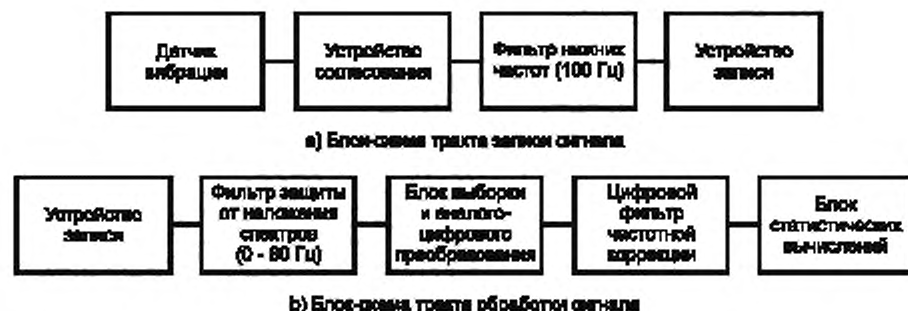 Датчик
вибрации
Устройство
согласования
Фильтр нижних
частот (100 Гц)
Устройство
записи
a) Блок-схема тракта записи сигнала
Устройство
записи
Фильтр защиты
от наложения
спектров
(0 - 80 Гц)
Блок выборки
и аналого-
цифрового
преобразования
Цифровой
фильтр
частотной
коррекции
Блок
статистических
вычислений
b) Блок-схема тракта обработки сигнала